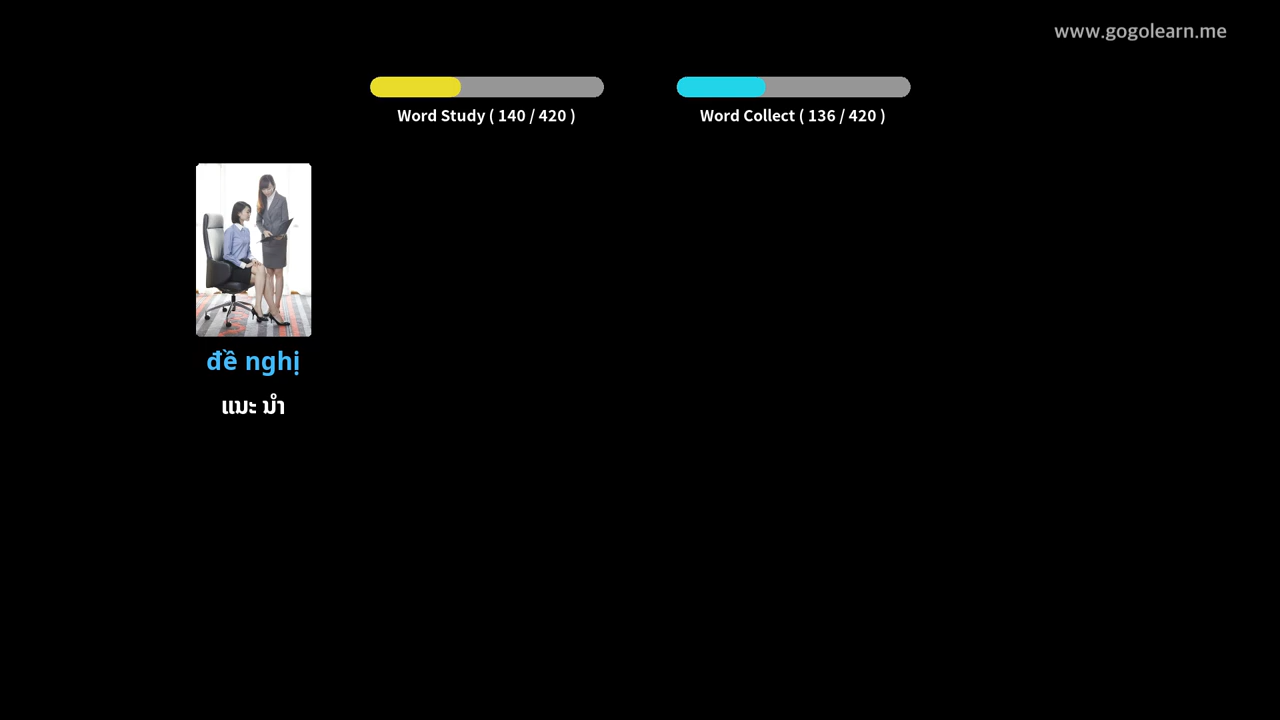 www.gogolearn.me
Word Study ( 140 / 420 )
Word Collect ( 136 / 420 )
đề nghị
ແນະ ນຳ